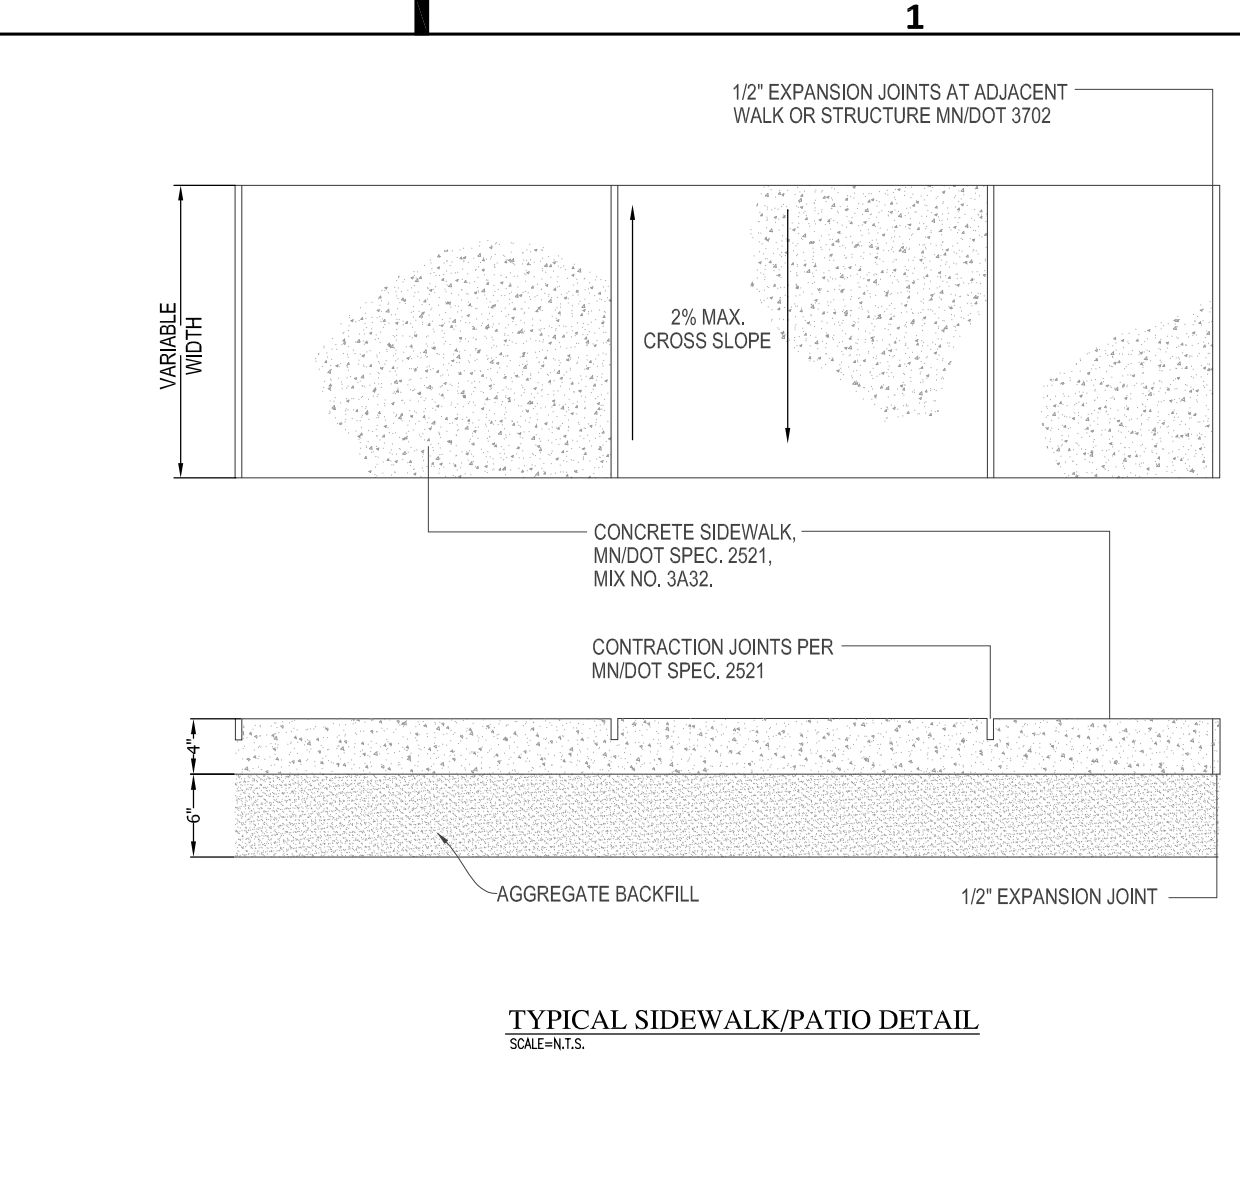 1
1/2" EXPANSION JOINTS AT ADJACENT
WALK OR STRUCTURE MN/DOT 3702
VARIABLE
WIDTH
2% MAX.
CROSS SLOPE
CONCRETE SIDEWALK,
MN/DOT SPEC. 2521,
MIX NO. 3A32.
CONTRACTION JOINTS PER
MN/DOT SPEC. 2521
4"
6"
AGGREGATE BACKFILL
1/2" EXPANSION JOINT
TYPICAL SIDEWALK/PATIO DETAIL
SCALE=N.T.S.